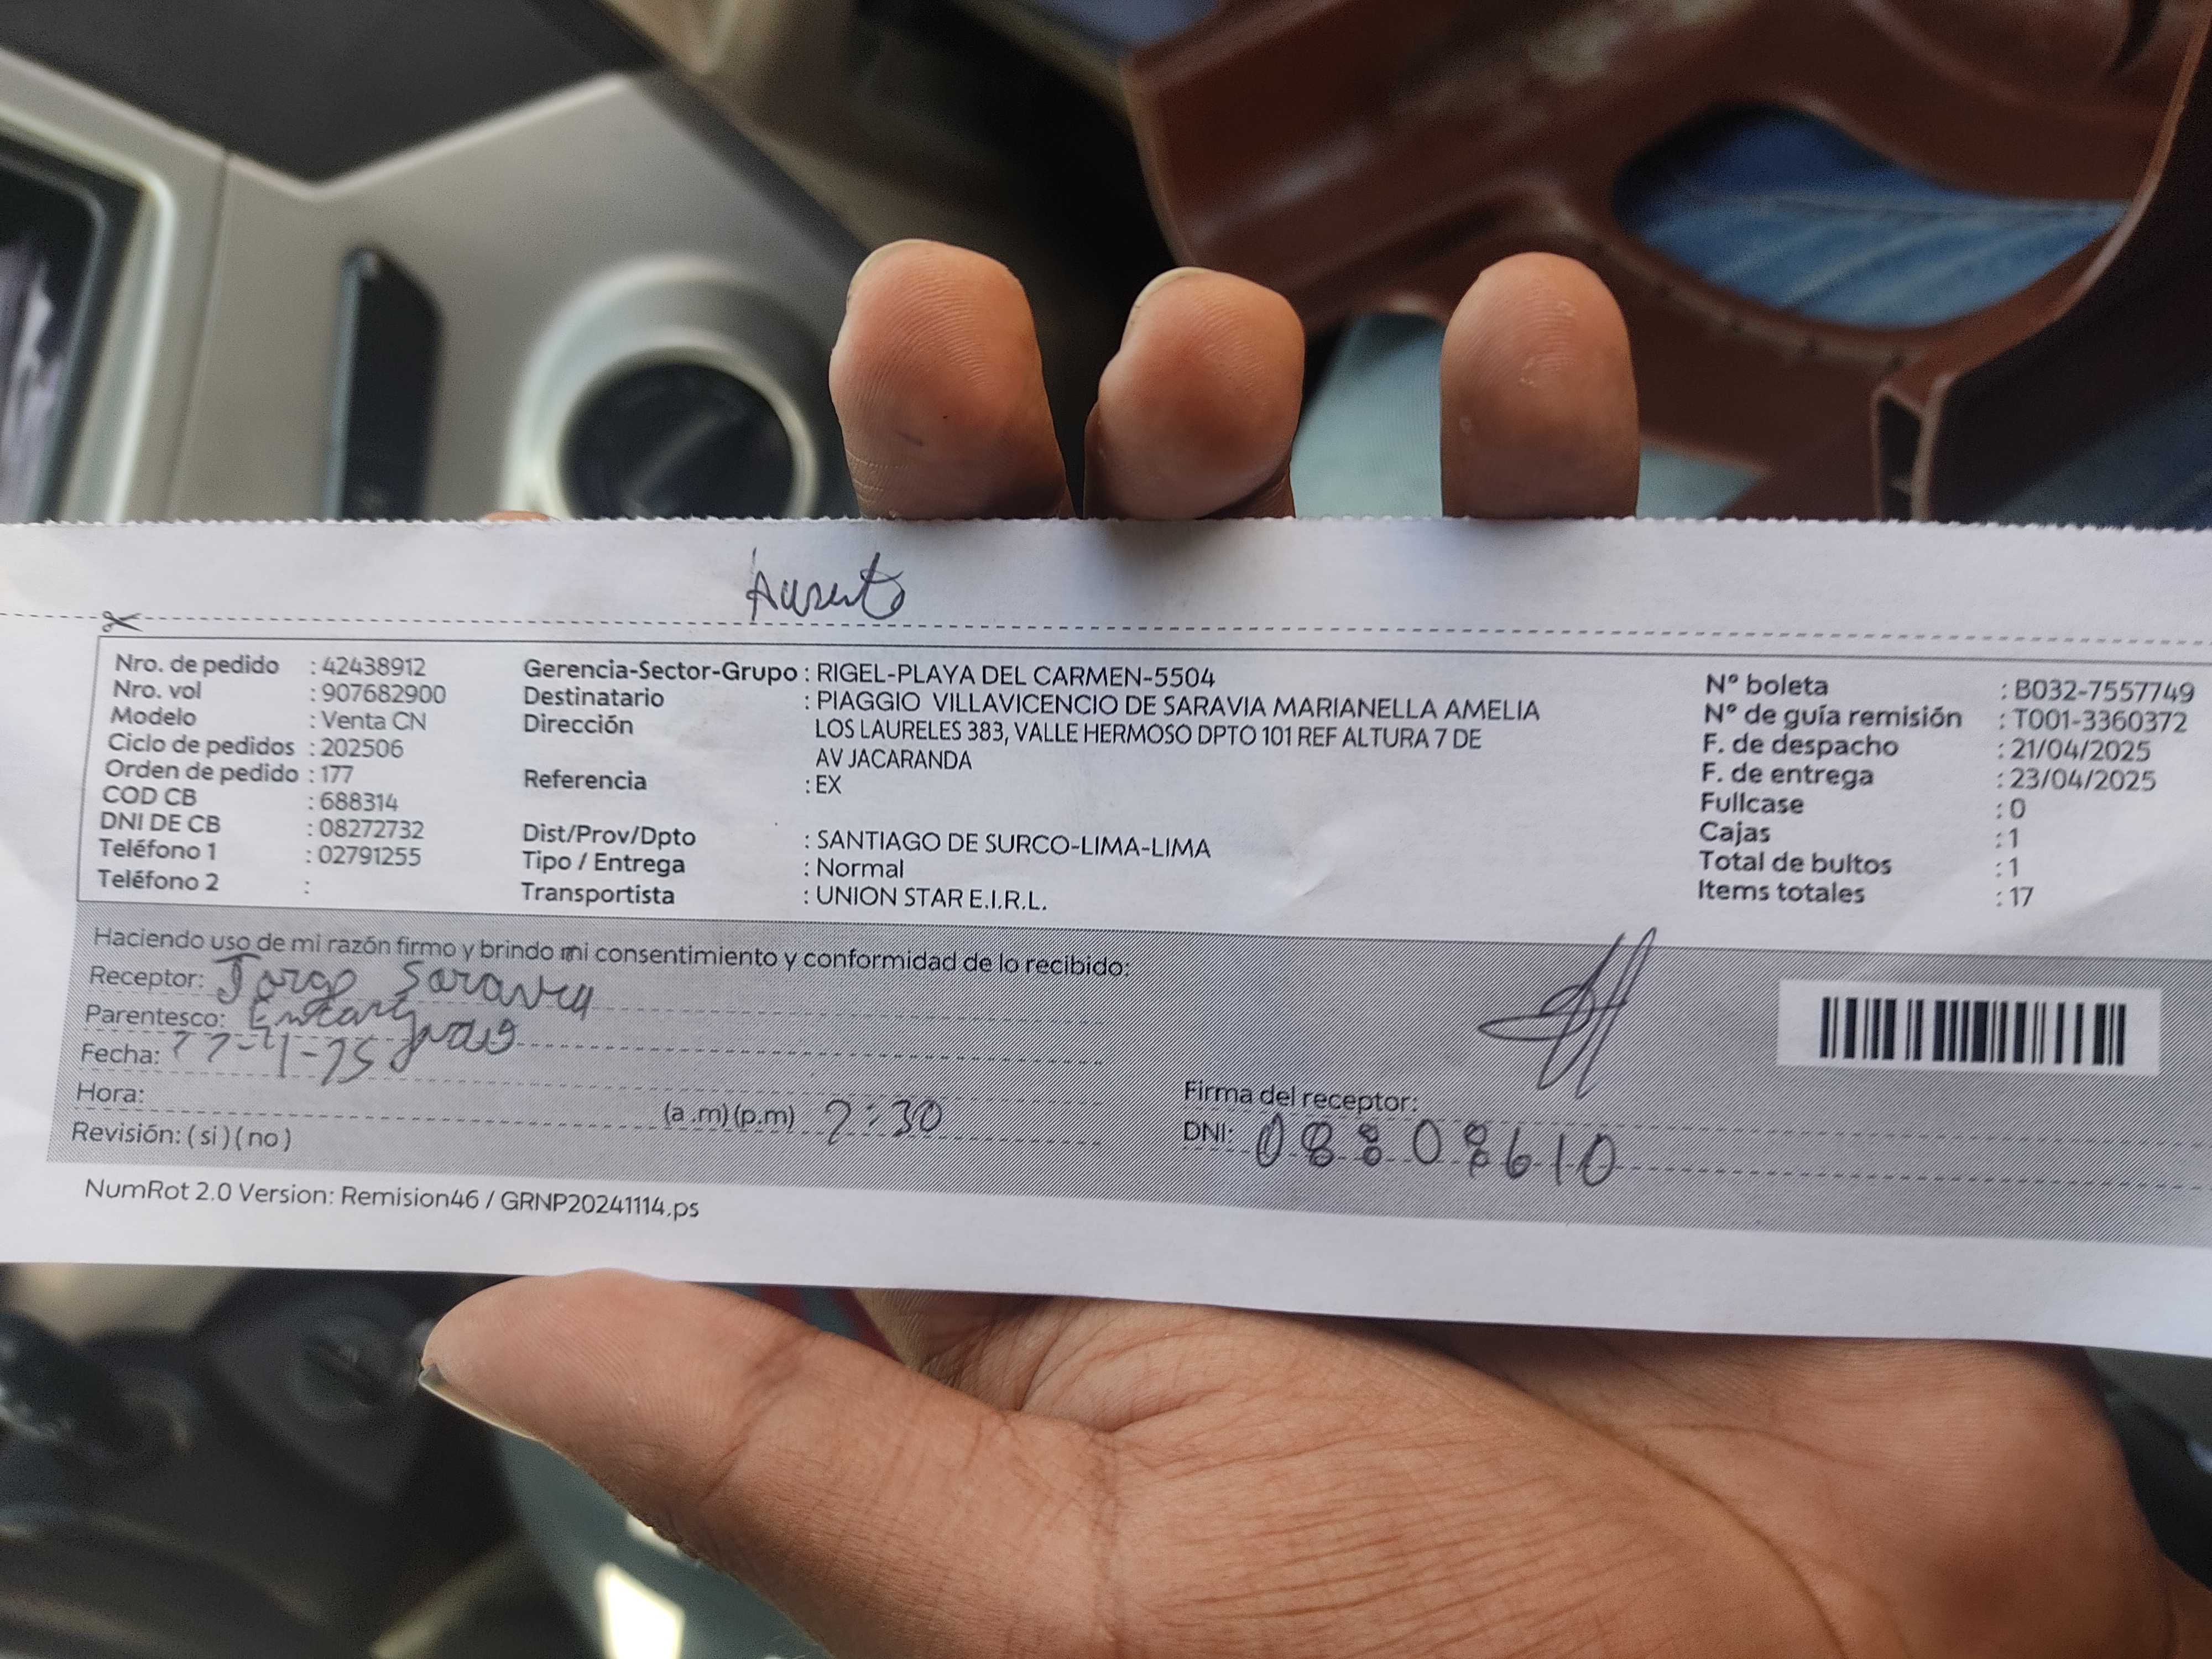 Ausente
Nro. de pedido : 42438912
Nro. vol : 907682900
Modelo : Venta CN
Ciclo de pedidos : 202506
Orden de pedido : 177
COD CB : 688314
DNI DE CB : 08272732
Teléfono 1 : 02791255
Teléfono 2 :
Gerencia-Sector-Grupo : RIGEL-PLAYA DEL CARMEN-5504
Destinatario : PIAGGIO VILLAVICENCIO DE SARAVIA MARIANELLA AMELIA
Dirección LOS LAURELES 383, VALLE HERMOSO DPTO 101 REF ALTURA 7 DE
AV JACARANDA
Referencia : EX
Dist/Prov/Dpto : SANTIAGO DE SURCO-LIMA-LIMA
Tipo / Entrega : Normal
Transportista : UNION STAR E.I.R.L.
N° boleta : B032-7557749
N° de guía remisión : T001-3360372
F. de despacho : 21/04/2025
F. de entrega : 23/04/2025
Fullcase : 0
Cajas : 1
Total de bultos : 1
Items totales : 17
Haciendo uso de mi razón firmo y brindo mi consentimiento y conformidad de lo recibido:
Receptor: Jorge Saravia
Parentesco: Encargado
Fecha:
Hora: (a .m)(p.m) 2:30
Revisión: ( si ) ( no )
Firma del receptor:
DNI:
NumRot 2.0 Version: Remision46 / GRNP20241114.ps